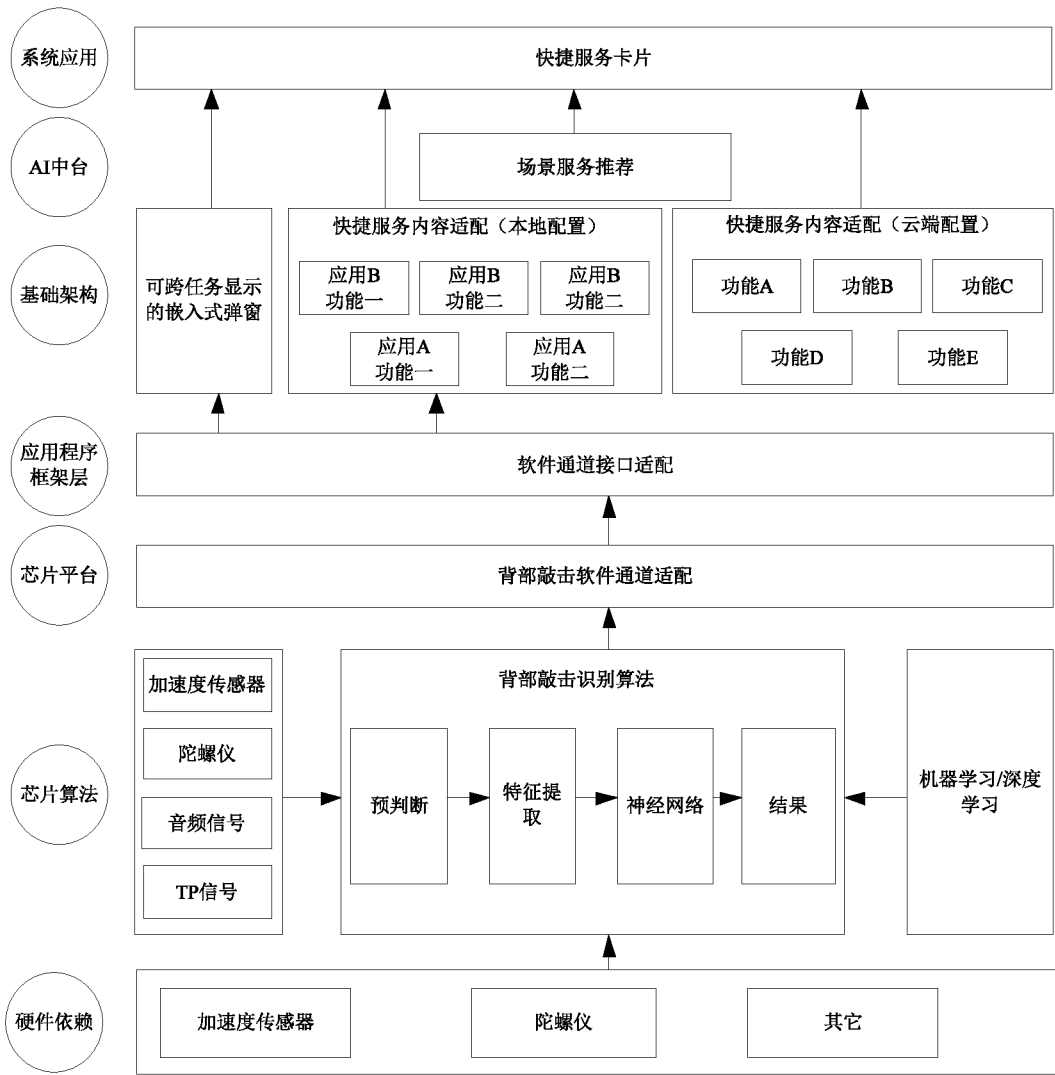 系统应用
快捷服务卡片
AI中台
场景服务推荐
基础架构
可跨任务显示
的嵌入式弹窗
快捷服务内容适配（本地配置）
应用B
功能一
应用B
功能二
应用B
功能二
应用A
功能一
应用A
功能二
快捷服务内容适配（云端配置）
功能A
功能B
功能C
功能D
功能E
应用程序
框架层
软件通道接口适配
芯片平台
背部敲击软件通道适配
芯片算法
加速度传感器
陀螺仪
音频信号
TP信号
背部敲击识别算法
预判断
特征提
取
神经网络
结果
机器学习/深度
学习
硬件依赖
加速度传感器
陀螺仪
其它